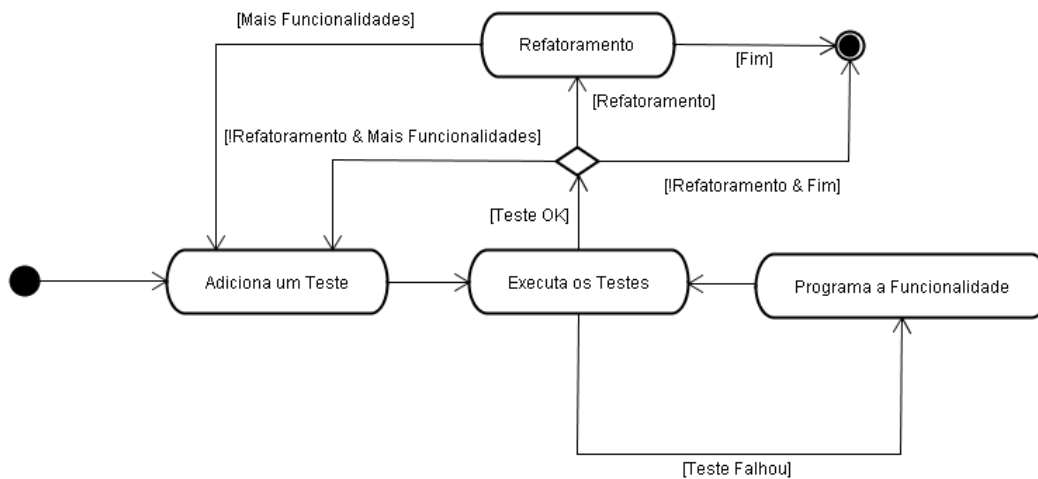 [Mais Funcionalidades]
Refatoramento
[Fim]
[Refatoramento]
[!Refatoramento & Mais Funcionalidades]
[!Refatoramento & Fim]
[Teste OK]
Adiciona um Teste
Executa os Testes
Programa a Funcionalidade
[Teste Falhou]